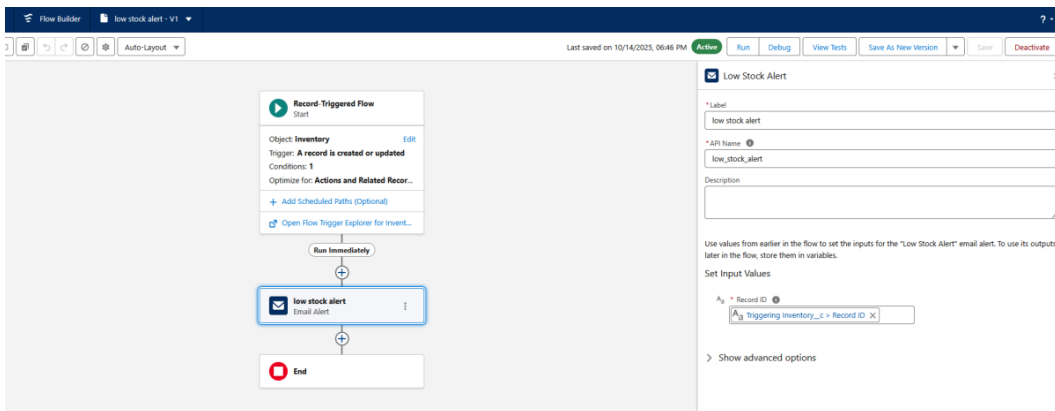 Flow Builder
low stock alert - V1
?
Auto-Layout
Last saved on 10/14/2025, 06:46 PM
Active
Run
Debug
View Tests
Save As New Version
Save
Deactivate
Record-Triggered Flow
Start
Object: Inventory
Edit
Trigger: A record is created or updated
Conditions: 1
Optimize for: Actions and Related Recor...
+ Add Scheduled Paths (Optional)
Open Flow Trigger Explorer for Invent...
Run Immediately
low stock alert
Email Alert
End
Low Stock Alert
* Label
low stock alert
* API Name
low_stock_alert
Description
Use values from earlier in the flow to set the inputs for the "Low Stock Alert" email alert. To use its outputs
later in the flow, store them in variables.
Set Input Values
Aa * Record ID
Aa Triggering Inventory__c > Record ID
Show advanced options